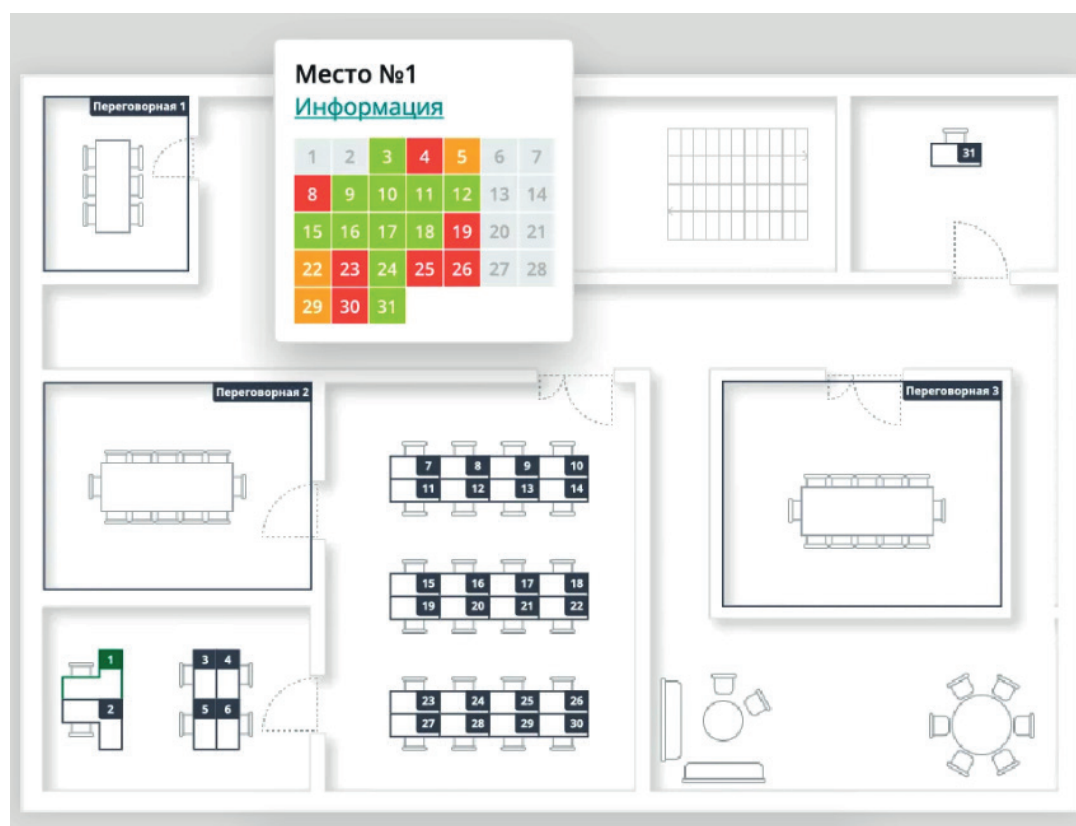 Место №1
Информация
1 2 3 4 5 6 7
8 9 10 11 12 13 14
15 16 17 18 19 20 21
22 23 24 25 26 27 28
29 30 31
Переговорная 1
31
Переговорная 2
Переговорная 3
7 8 9 10
11 12 13 14
15 16 17 18
19 20 21 22
1
2
3 4
5 6
23 24 25 26
27 28 29 30